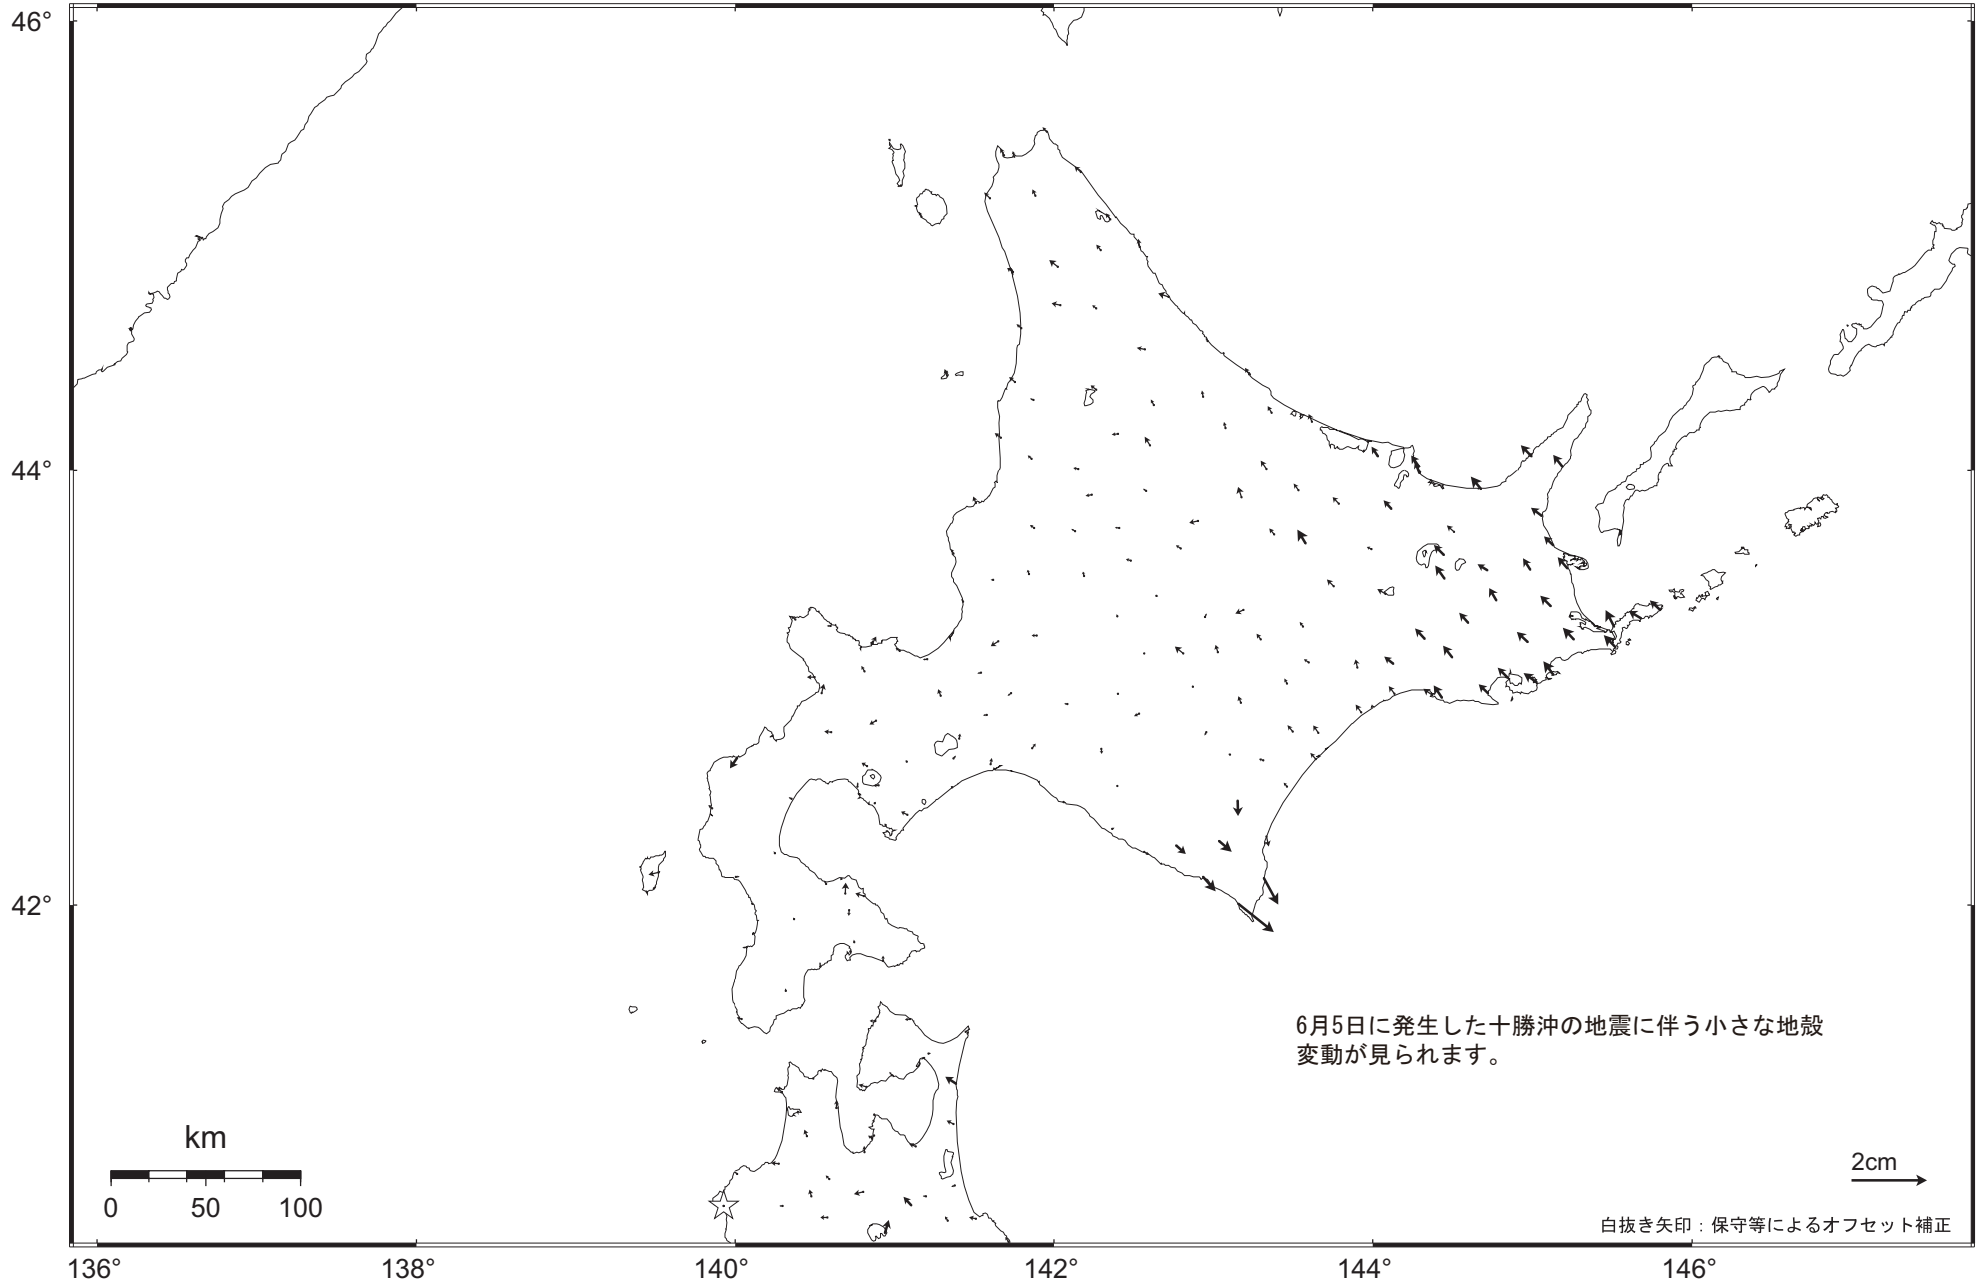 46°
44°
42°
6月5日に発生した十勝沖の地震に伴う小さな地殻
変動が見られます。
km
0 50 100
2cm
白抜き矢印：保守等によるオフセット補正
136° 138° 140° 142° 144° 146°